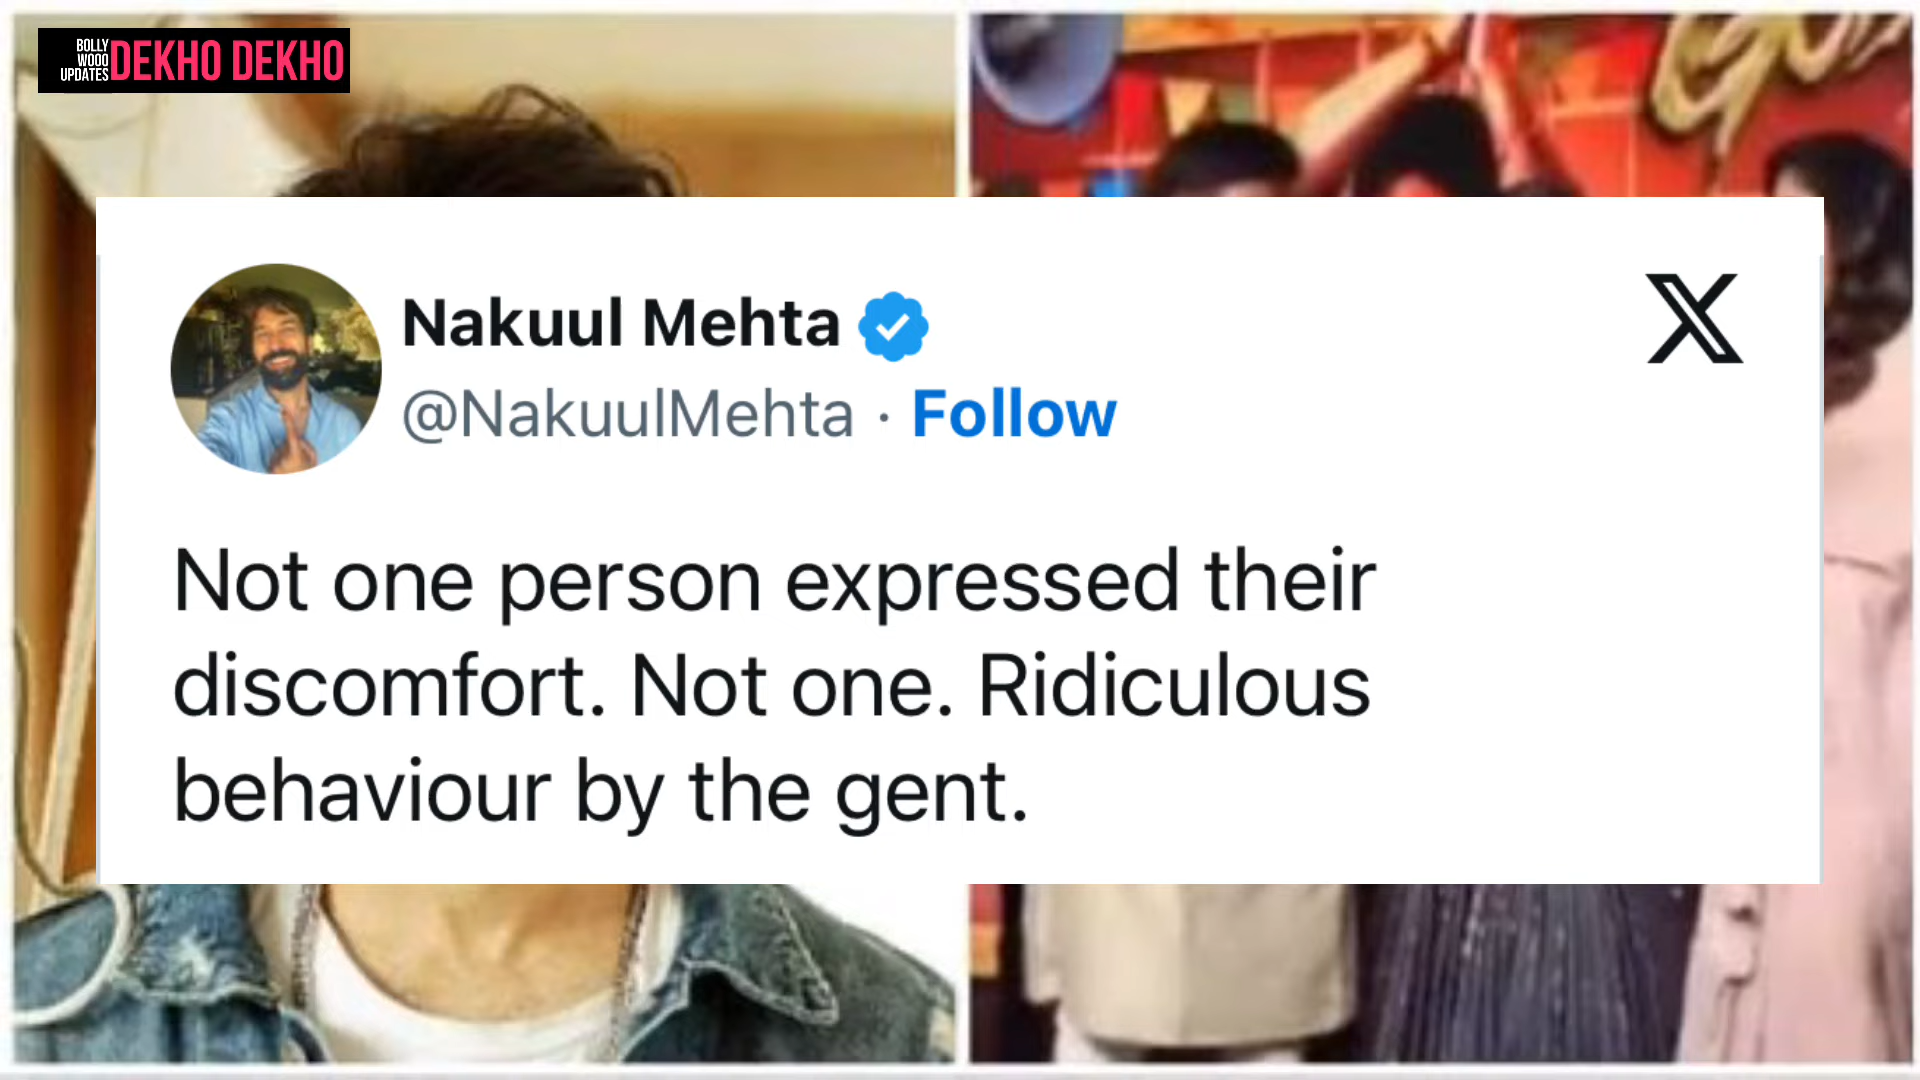 BOLLY
WOOO
UPDATES
DEKHO DEKHO
Nakuul Mehta
@NakuulMehta · Follow
Not one person expressed their
discomfort. Not one. Ridiculous
behaviour by the gent.